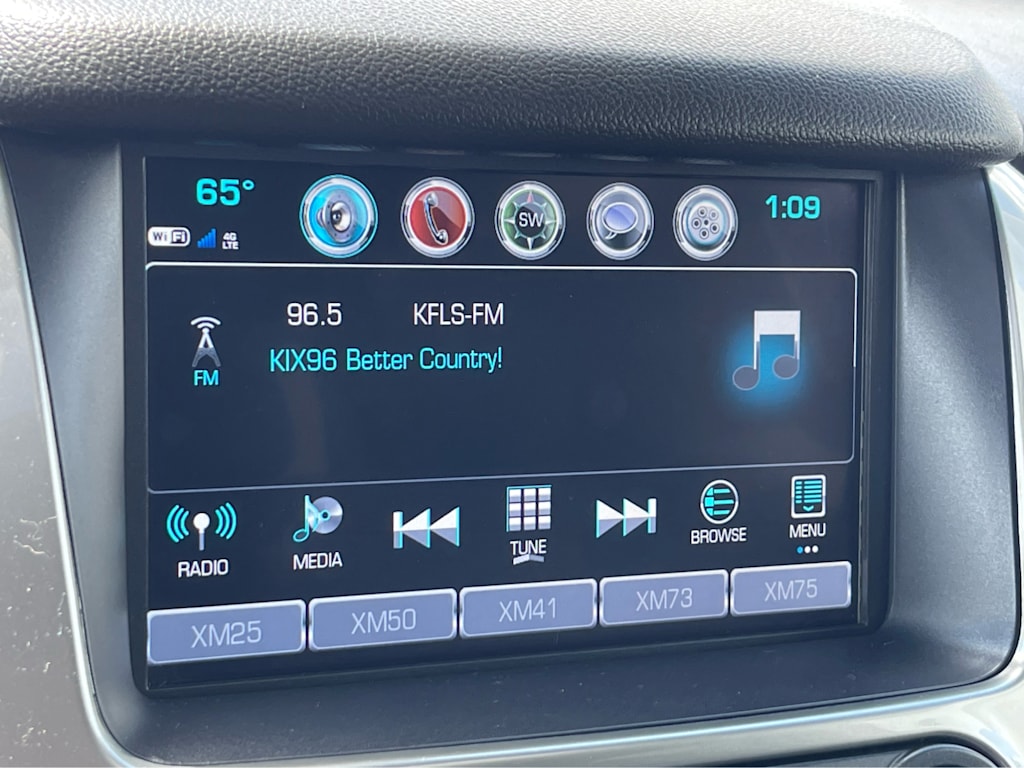 65°
SW
1:09
WiFi 4G LTE
96.5 KFLS-FM
KIX96 Better Country!
FM
RADIO MEDIA TUNE BROWSE MENU
XM25 XM50 XM41 XM73 XM75